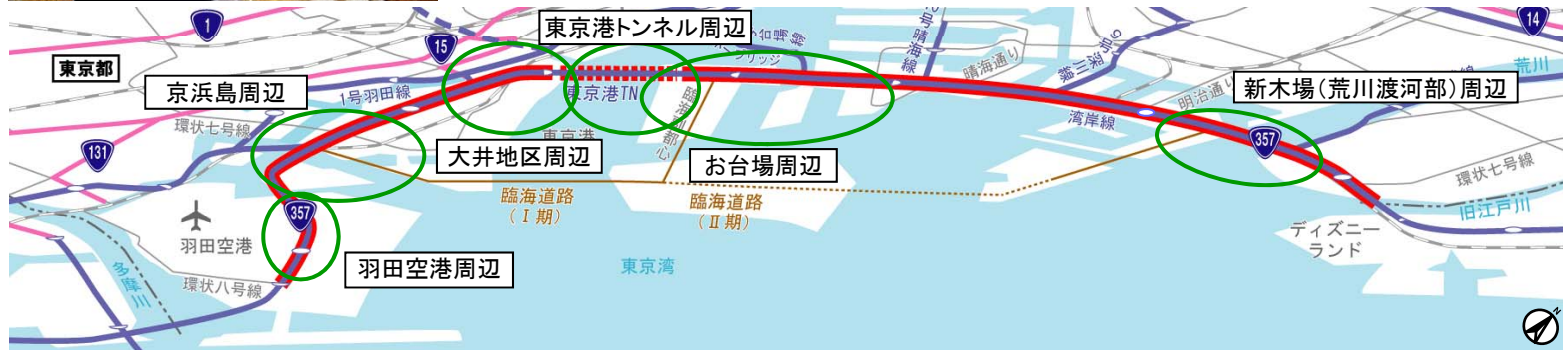 1
14
15
東京港トンネル周辺
東京都
10号晴海線
9号深川線
荒川
京浜島周辺
1号羽田線
ブリッジ
晴海通り
新木場(荒川渡河部)周辺
東京港TN
明治通り
環状七号線
臨海副都心
湾岸線
東京港
357
131
大井地区周辺
お台場周辺
環状七号線
臨海道路
(Ⅰ期)
臨海道路
(Ⅱ期)
旧江戸川
357
羽田空港
ディズニー
ランド
羽田空港周辺
東京湾
多摩川
環状八号線
N